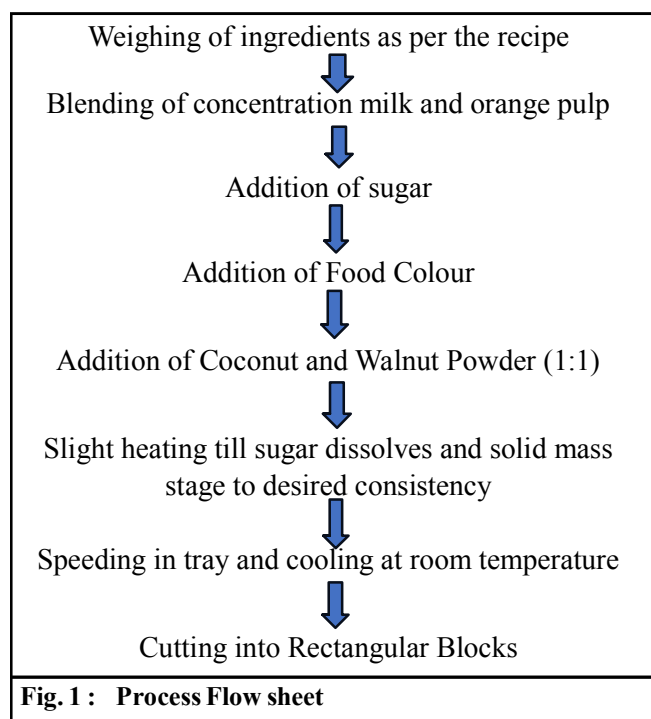 Weighing of ingredients as per the recipe
Blending of concentration milk and orange pulp
Addition of sugar
Addition of Food Colour
Addition of Coconut and Walnut Powder (1:1)
Slight heating till sugar dissolves and solid mass
stage to desired consistency
Speeding in tray and cooling at room temperature
Cutting into Rectangular Blocks
Fig. 1 : Process Flow sheet